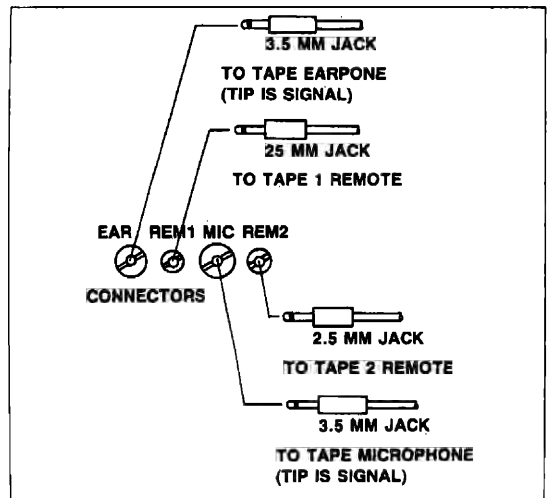 3.5 MM JACK
TO TAPE EARPONE
(TIP IS SIGNAL)
25 MM JACK
TO TAPE 1 REMOTE
EAR REM1 MIC REM2
CONNECTORS
2.5 MM JACK
TO TAPE 2 REMOTE
3.5 MM JACK
TO TAPE MICROPHONE
(TIP IS SIGNAL)